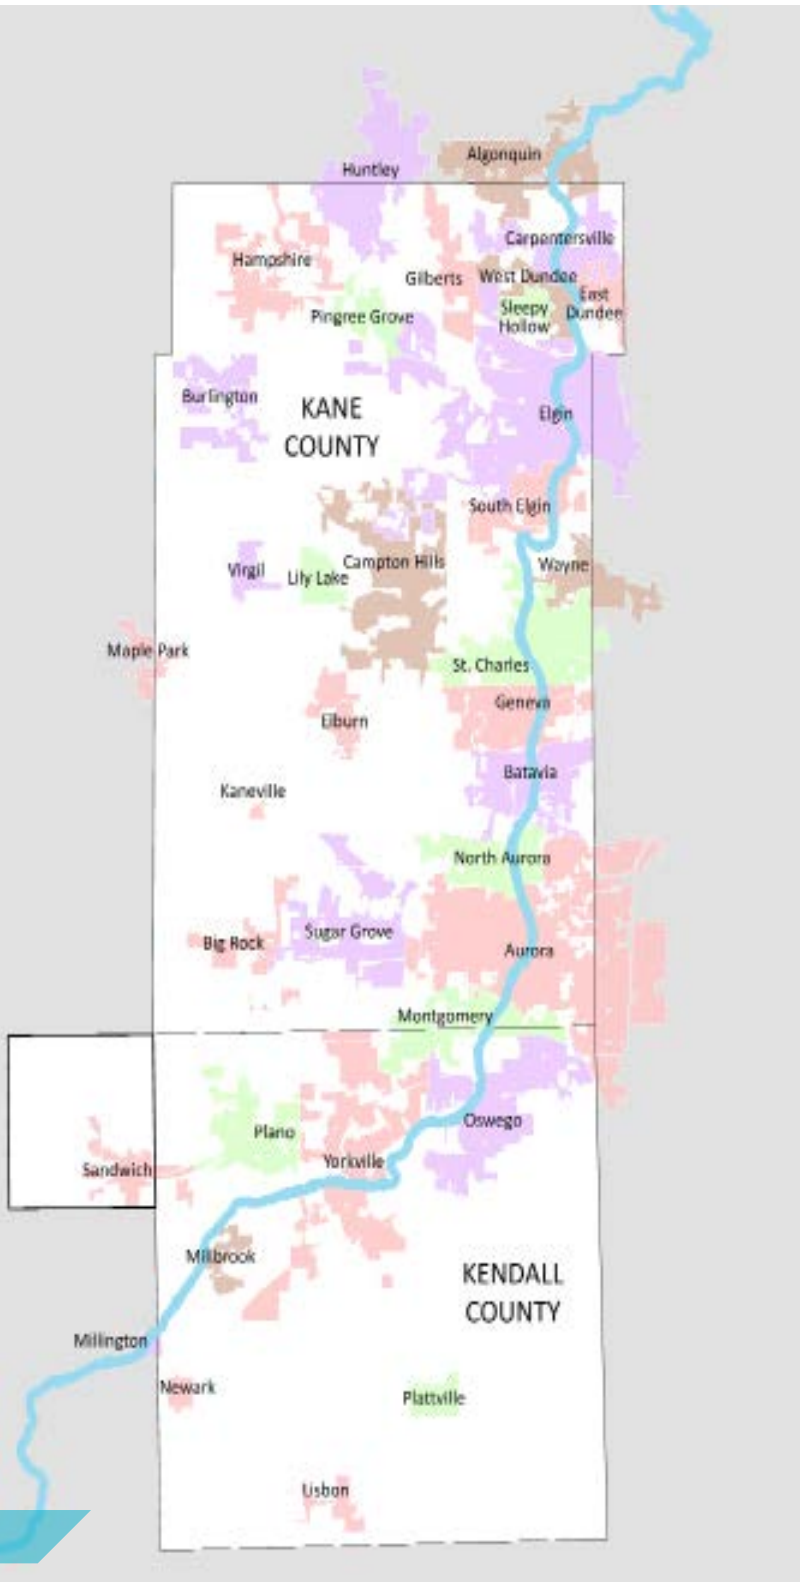 Algonquin
Huntley
Carpentersville
Hampshire
Gilberts
West Dundee
East
Dundee
Sleepy
Hollow
Pingree Grove
Burlington
KANE
COUNTY
Elgin
South Elgin
Campton Hills
Wayne
Virgil
Lily Lake
Maple Park
St. Charles
Geneva
Elburn
Batavia
Kaneville
North Aurora
Sugar Grove
Big Rock
Aurora
Montgomery
Oswego
Plano
Yorkville
Sandwich
Millbrook
KENDALL
COUNTY
Millington
Newark
Plattville
Lisbon